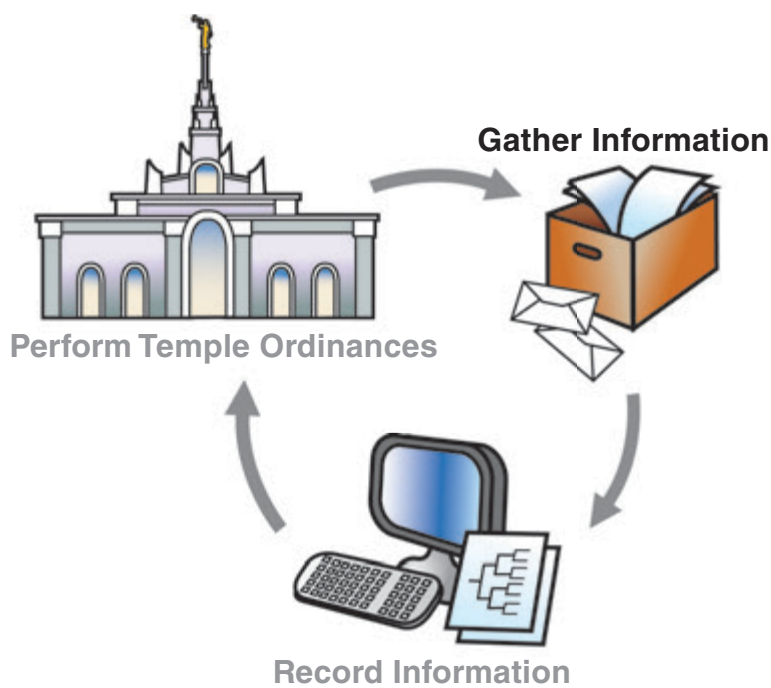 Gather Information
Perform Temple Ordinances
Record Information